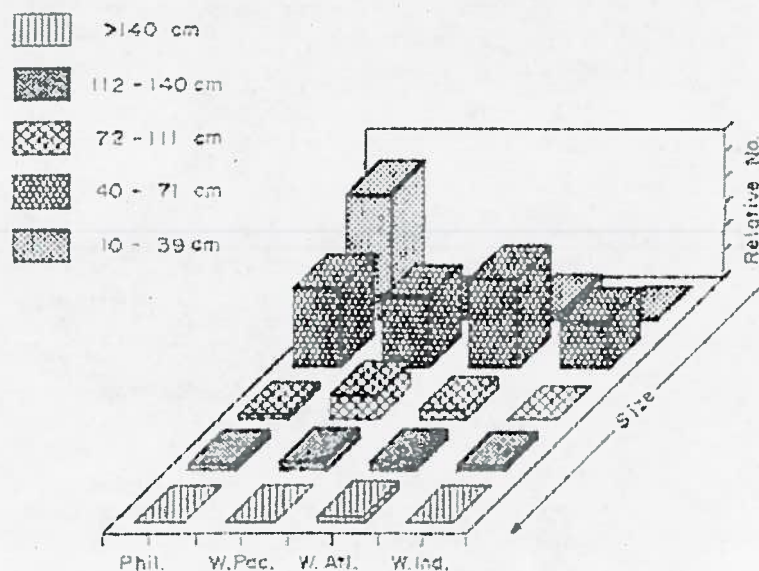 >140 cm
112 - 140 cm
72 - 111 cm
40 - 71 cm
10 - 39 cm
Relative No.
Size
Phil. W. Pac. W. Atl. W. Ind.